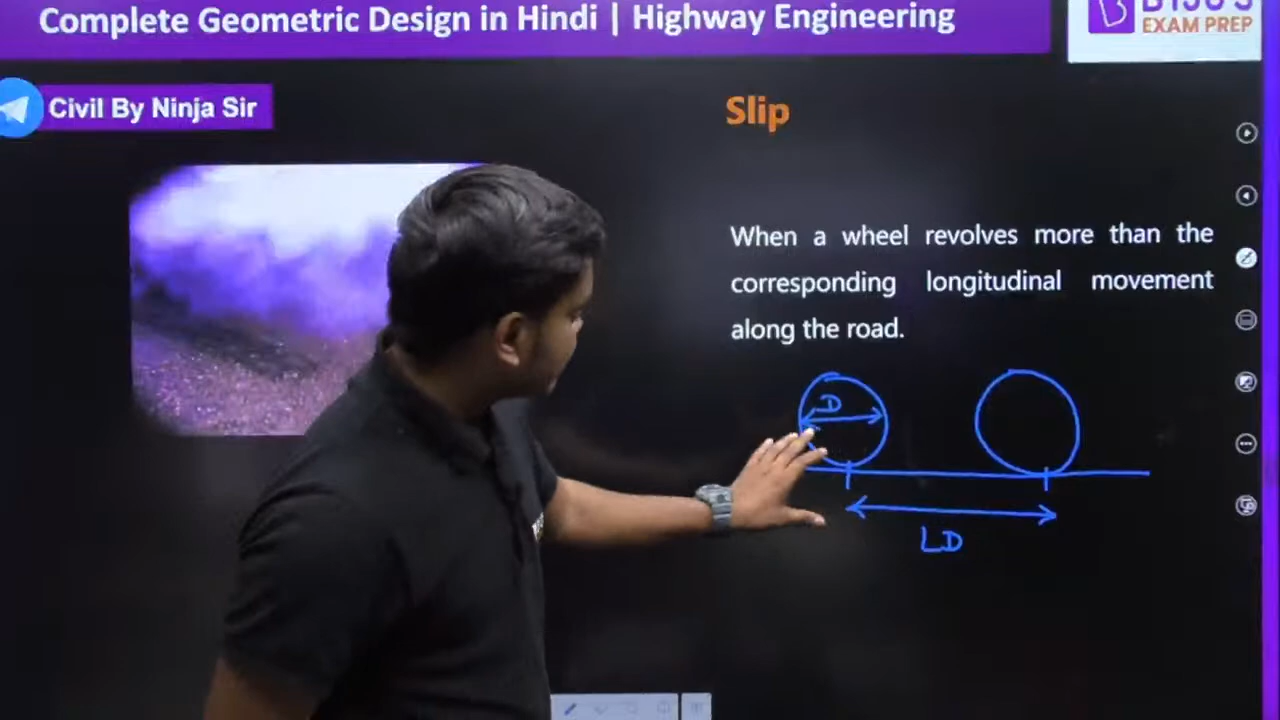 Complete Geometric Design in Hindi | Highway Engineering
BYJU'S
EXAM PREP
Civil By Ninja Sir
Slip
When a wheel revolves more than the
corresponding longitudinal movement
along the road.
D
LD